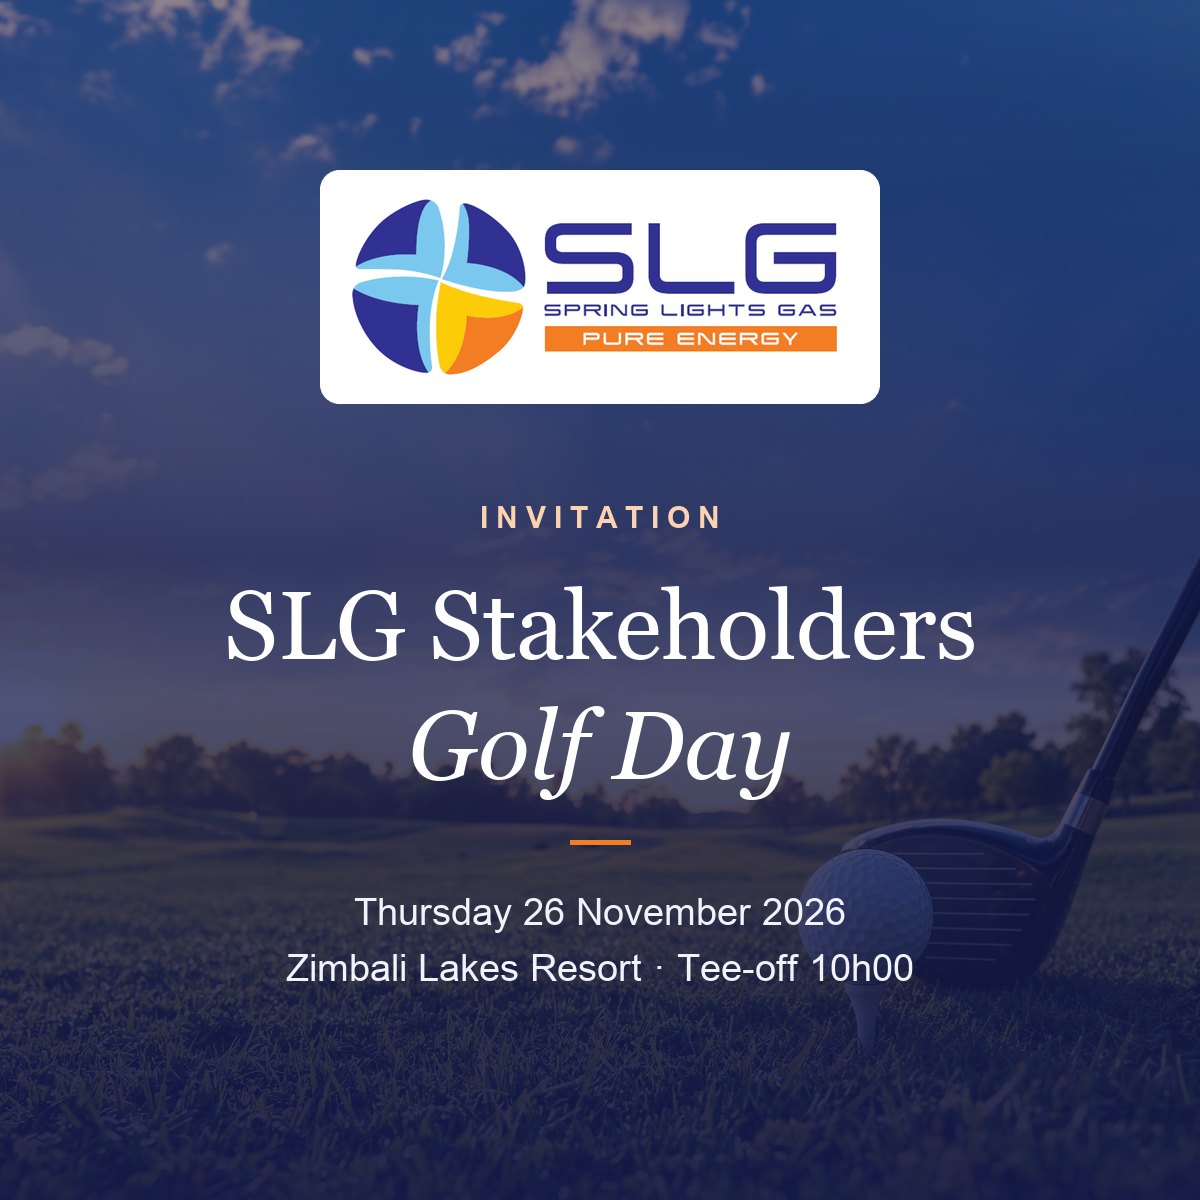 SLG
SPRING LIGHTS GAS
PURE ENERGY
INVITATION
SLG Stakeholders
Golf Day
Thursday 26 November 2026
Zimbali Lakes Resort · Tee-off 10h00